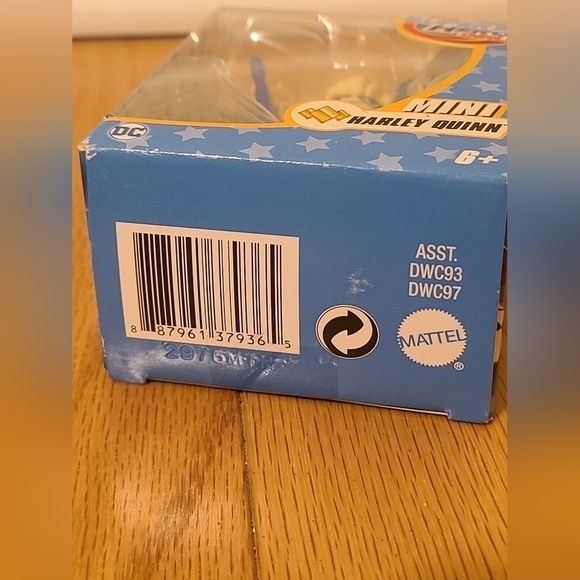 MINI
HARLEY QUINN
DC
6+
ASST.
DWC93
DWC97
8 87961 37936 5
MATTEL
®